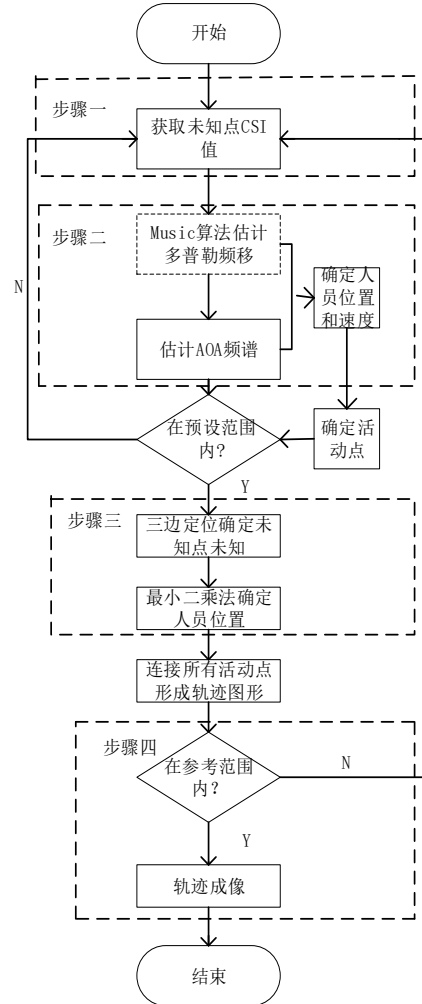 开始
步骤一
获取未知点CSI
值
步骤二
Music算法估计
多普勒频移
N
确定人
员位置
和速度
估计AOA频谱
在预设范围
内?
确定活
动点
Y
步骤三
三边定位确定未
知点未知
最小二乘法确定
人员位置
连接所有活动点
形成轨迹图形
步骤四
在参考范围
内？
N
Y
轨迹成像
结束